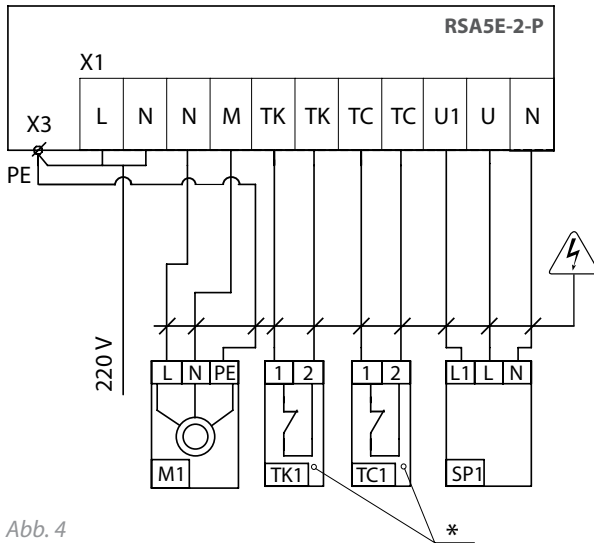 RSA5E-2-P
X1
L N N M TK TK TC TC U1 U N
X3
PE
220 V
L N PE 1 2 1 2 L1 L N
M1 TK1 TC1 SP1
Abb. 4 *